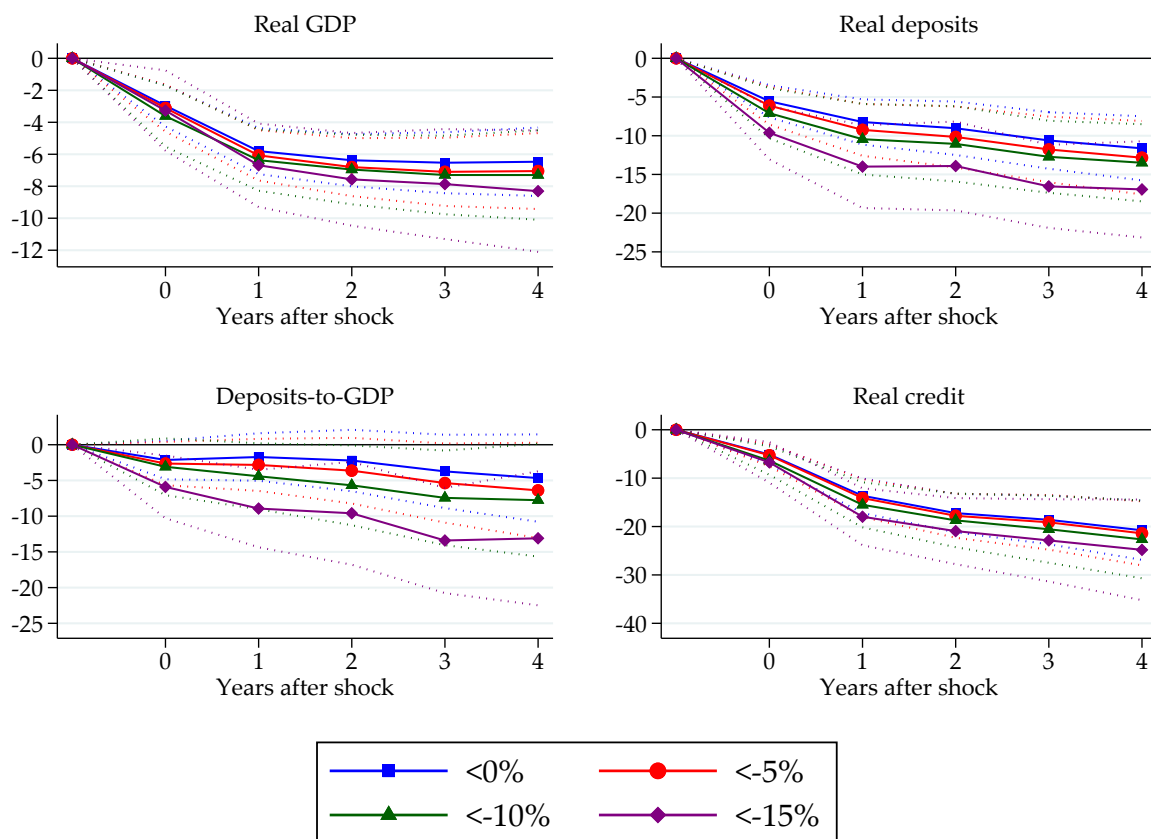 Real GDP
0
-2
-4
-6
-8
-10
-12
0 1 2 3 4
Years after shock
Real deposits
0
-5
-10
-15
-20
-25
0 1 2 3 4
Years after shock
Deposits-to-GDP
0
-5
-10
-15
-20
-25
0 1 2 3 4
Years after shock
Real credit
0
-10
-20
-30
-40
0 1 2 3 4
Years after shock
<0% <-5%
<-10% <-15%